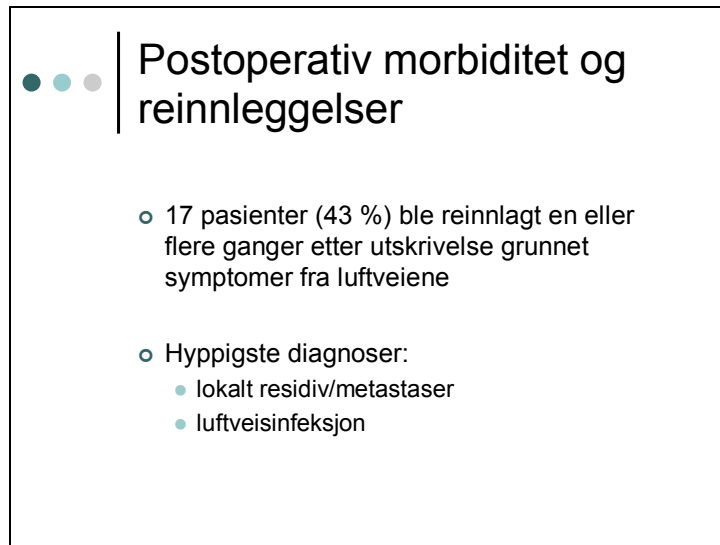 Postoperativ morbiditet og
reinnleggelser
17 pasienter (43 %) ble reinnlagt en eller
flere ganger etter utskrivelse grunnet
symptomer fra luftveiene
Hyppigste diagnoser:
lokalt residiv/metastaser
luftveisinfeksjon